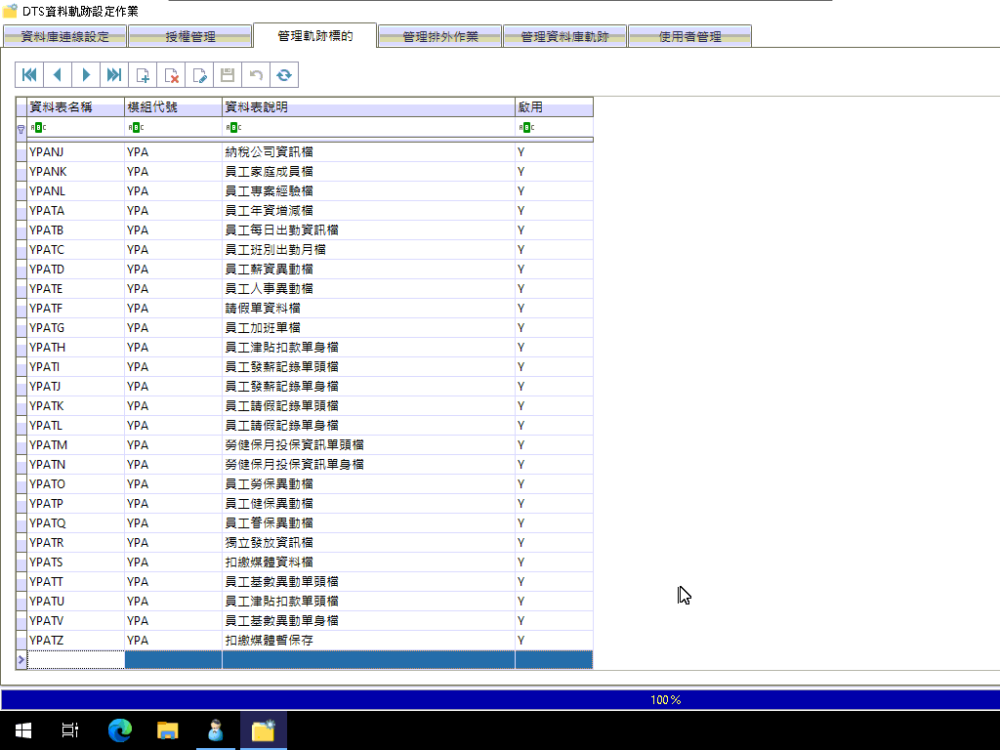 DTS資料軌跡設定作業
資料庫連線設定 授權管理 管理軌跡標的 管理排外作業 管理資料庫軌跡 使用者管理
資料表名稱 模組代號 資料表說明 啟用
ABC ABC ABC ABC
YPANJ YPA 納稅公司資訊檔 Y
YPANK YPA 員工家庭成員檔 Y
YPANL YPA 員工專案經驗檔 Y
YPATA YPA 員工年資增減檔 Y
YPATB YPA 員工每日出勤資訊檔 Y
YPATC YPA 員工班別出勤月檔 Y
YPATD YPA 員工薪資異動檔 Y
YPATE YPA 員工人事異動檔 Y
YPATF YPA 請假單資料檔 Y
YPATG YPA 員工加班單檔 Y
YPATH YPA 員工津貼扣款單身檔 Y
YPATI YPA 員工發薪記錄單頭檔 Y
YPATJ YPA 員工發薪記錄單身檔 Y
YPATK YPA 員工請假記錄單頭檔 Y
YPATL YPA 員工請假記錄單身檔 Y
YPATM YPA 勞健保月投保資訊單頭檔 Y
YPATN YPA 勞健保月投保資訊單身檔 Y
YPATO YPA 員工勞保異動檔 Y
YPATP YPA 員工健保異動檔 Y
YPATQ YPA 員工眷保異動檔 Y
YPATR YPA 獨立發放資訊檔 Y
YPATS YPA 扣繳媒體資料檔 Y
YPATT YPA 員工基數異動單頭檔 Y
YPATU YPA 員工津貼扣款單頭檔 Y
YPATV YPA 員工基數異動單身檔 Y
YPATZ YPA 扣繳媒體暫保存 Y
100%